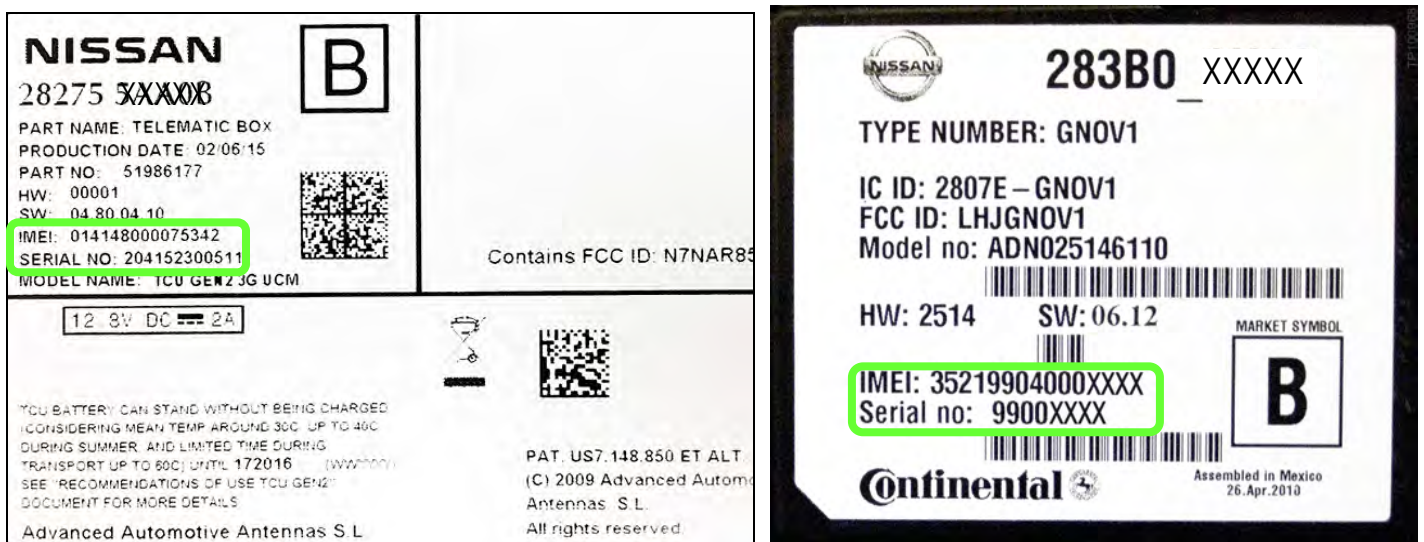 NISSAN
B
28275
PART NAME: TELEMATIC BOX
PRODUCTION DATE: 02/06/15
PART NO: 51986177
HW: 00001
SW: 04.80.04.10
IMEI: 014148000075342
SERIAL NO: 204152300511
MODEL NAME: TCU GEN2 3G UCM
Contains FCC ID: N7NAR85
12.8V DC 2A
TCU BATTERY CAN STAND WITHOUT BEING CHARGED
(CONSIDERING MEAN TEMP AROUND 30C UP TO 40C
DURING SUMMER AND LIMITED TIME DURING
TRANSPORT UP TO 60C) UNTIL 172016
SEE "RECOMMENDATIONS OF USE TCU GEN2"
DOCUMENT FOR MORE DETAILS
Advanced Automotive Antennas S.L
PAT. US7.148.850 ET ALT.
(C) 2009 Advanced Automo
Antennas S.L.
All rights reserved
NISSAN
283B0_XXXXX
TYPE NUMBER: GNOV1
IC ID: 2807E–GNOV1
FCC ID: LHJGNOV1
Model no: ADN025146110
HW: 2514 SW: 06.12
MARKET SYMBOL
B
IMEI: 35219904000XXXX
Serial no: 9900XXXX
Continental
Assembled in Mexico
26.Apr.2010
TP100968